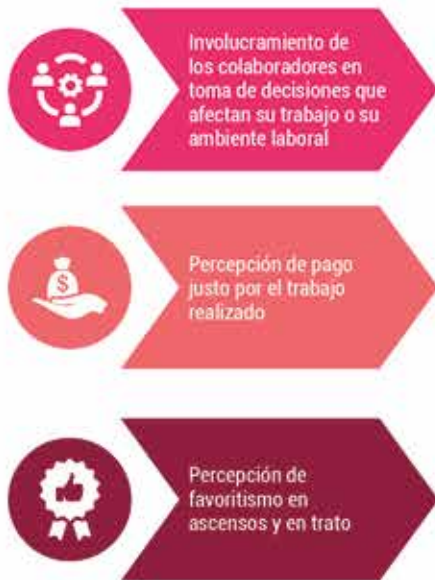 Involucramiento de
los colaboradores en
toma de decisiones que
afectan su trabajo o su
ambiente laboral
$
Percepción de pago
justo por el trabajo
realizado
Percepción de
favoritismo en
ascensos y en trato